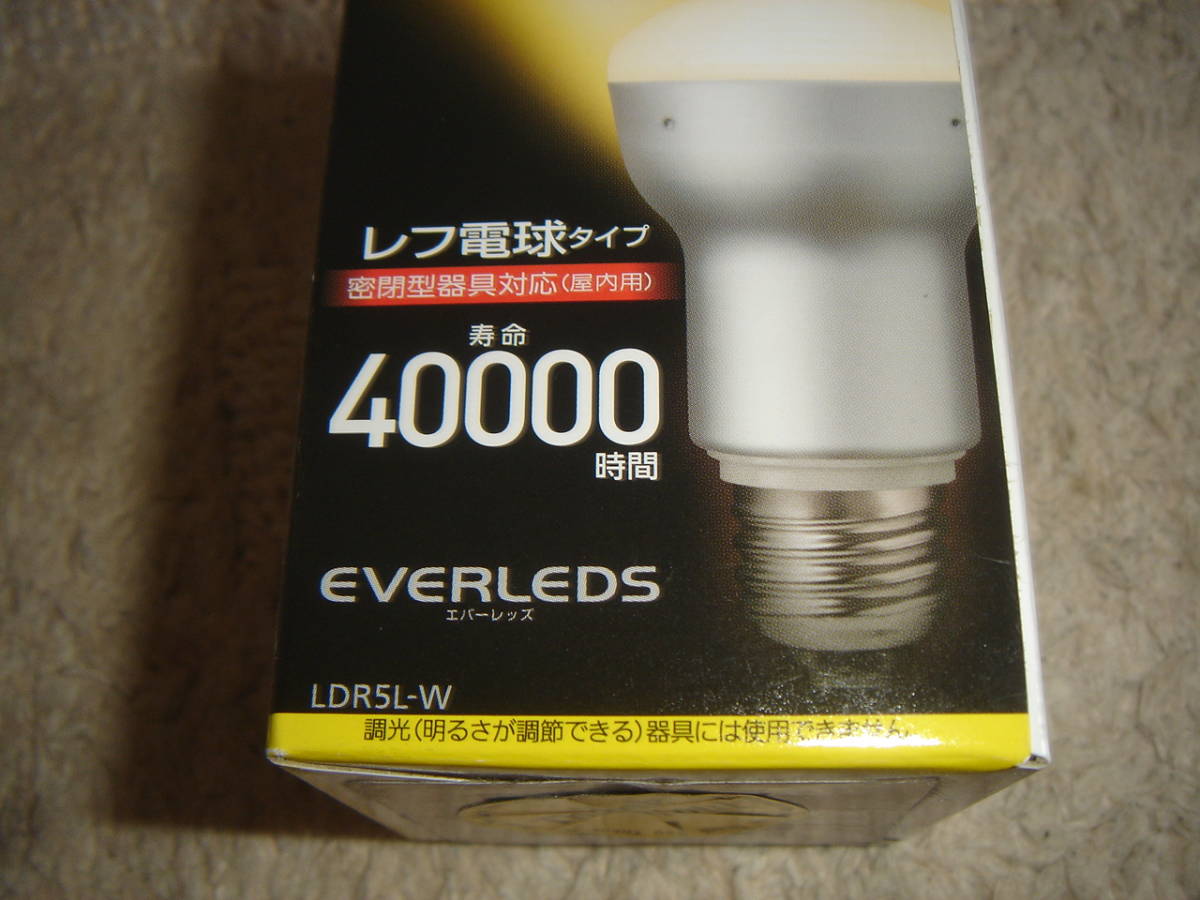 レフ電球タイプ
密閉型器具対応(屋内用)
寿命
40000
時間
EVERLEDS
エバーレッズ
LDR5L-W
調光(明るさが調節できる)器具には使用できません